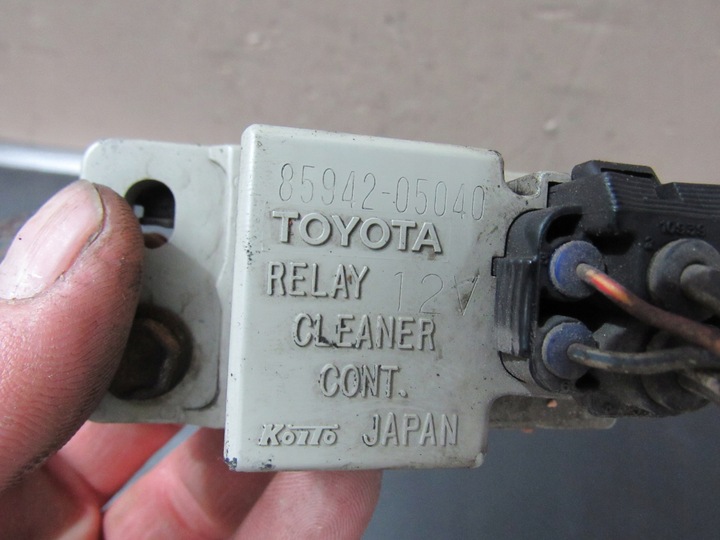 85942-05040
TOYOTA
RELAY 12V
CLEANER
CONT.
KOITO JAPAN